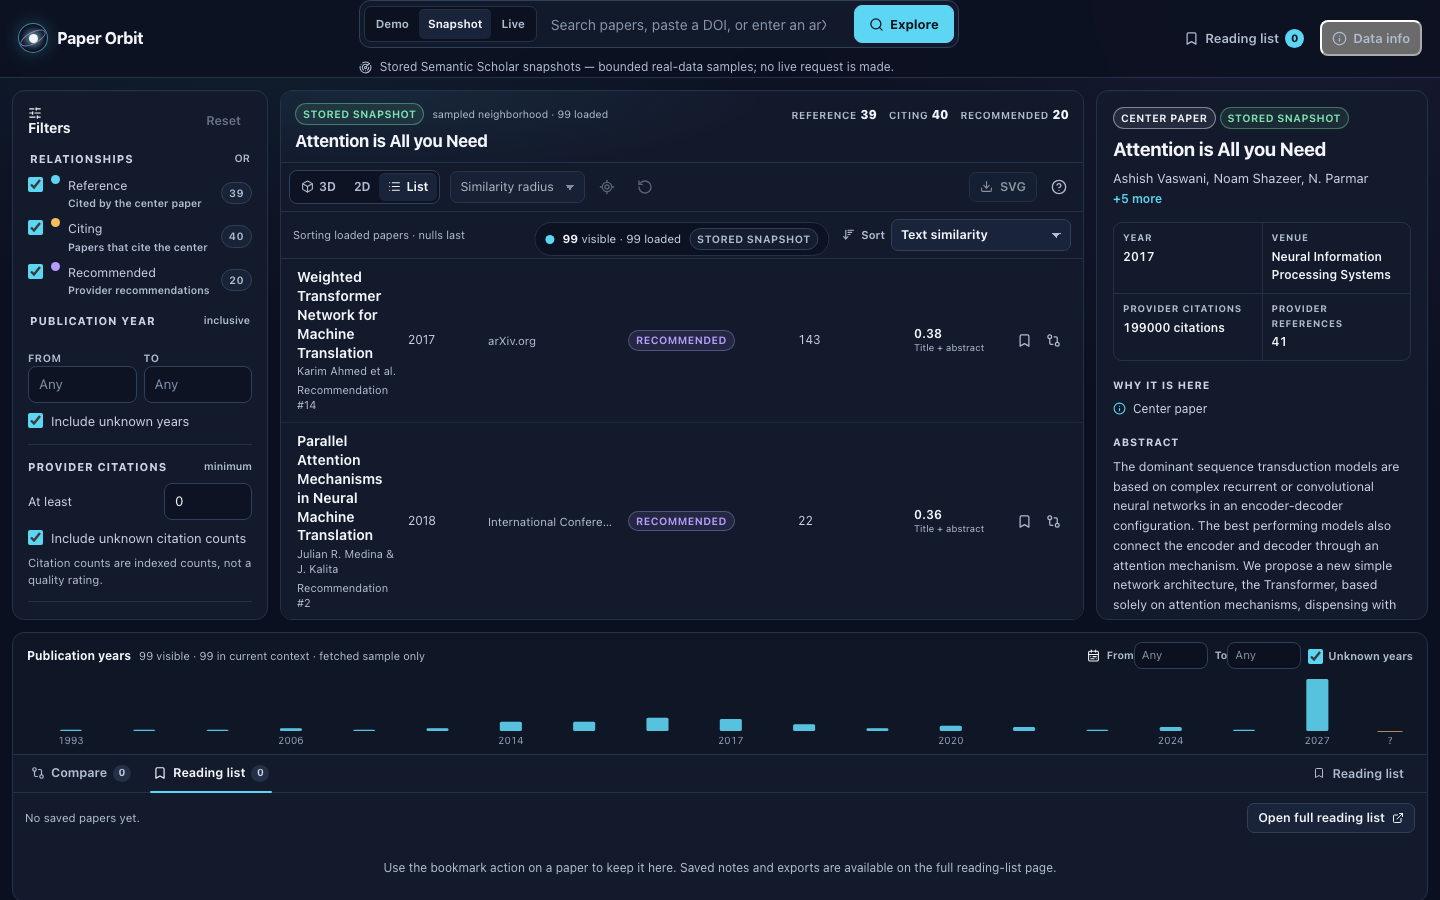 Paper Orbit
Demo Snapshot Live
Search papers, paste a DOI, or enter an ar
Explore
Reading list 0
Data info
Stored Semantic Scholar snapshots — bounded real-data samples; no live request is made.
Filters
Reset
RELATIONSHIPS OR
Reference
Cited by the center paper
39
Citing
Papers that cite the center
40
Recommended
Provider recommendations
20
PUBLICATION YEAR inclusive
FROM TO
Any Any
Include unknown years
PROVIDER CITATIONS minimum
At least 0
Include unknown citation counts
Citation counts are indexed counts, not a
quality rating.
STORED SNAPSHOT sampled neighborhood · 99 loaded
REFERENCE 39 CITING 40 RECOMMENDED 20
Attention is All you Need
3D 2D List
Similarity radius
SVG
Sorting loaded papers · nulls last
99 visible · 99 loaded STORED SNAPSHOT
Sort Text similarity
Weighted
Transformer
Network for
Machine
Translation
Karim Ahmed et al.
Recommendation
#14
2017
arXiv.org
RECOMMENDED
143
0.38
Title + abstract
Parallel
Attention
Mechanisms
in Neural
Machine
Translation
Julian R. Medina &
J. Kalita
Recommendation
#2
2018
International Confere...
RECOMMENDED
22
0.36
Title + abstract
CENTER PAPER STORED SNAPSHOT
Attention is All you Need
Ashish Vaswani, Noam Shazeer, N. Parmar
+5 more
YEAR
2017
VENUE
Neural Information
Processing Systems
PROVIDER CITATIONS
199000 citations
PROVIDER
REFERENCES
41
WHY IT IS HERE
Center paper
ABSTRACT
The dominant sequence transduction models are
based on complex recurrent or convolutional
neural networks in an encoder-decoder
configuration. The best performing models also
connect the encoder and decoder through an
attention mechanism. We propose a new simple
network architecture, the Transformer, based
solely on attention mechanisms, dispensing with
Publication years 99 visible · 99 in current context · fetched sample only
From Any To Any Unknown years
1993 2006 2014 2017 2020 2024 2027 ?
Compare 0 Reading list 0
Reading list
No saved papers yet.
Open full reading list
Use the bookmark action on a paper to keep it here. Saved notes and exports are available on the full reading-list page.